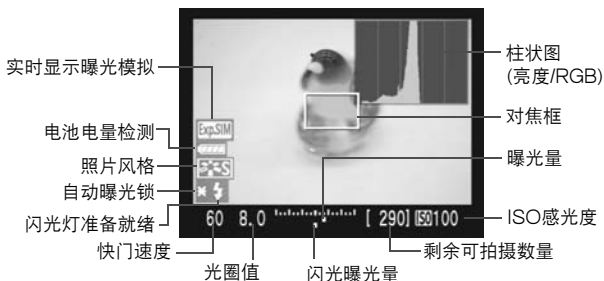 实时显示曝光模拟
电池电量检测
照片风格
自动曝光锁
闪光灯准备就绪
快门速度
光圈值
闪光曝光量
剩余可拍摄数量
ISO感光度
曝光量
对焦框
柱状图
(亮度/RGB)
Exp.SIM
S
60 8.0 [ 290] ISO 100